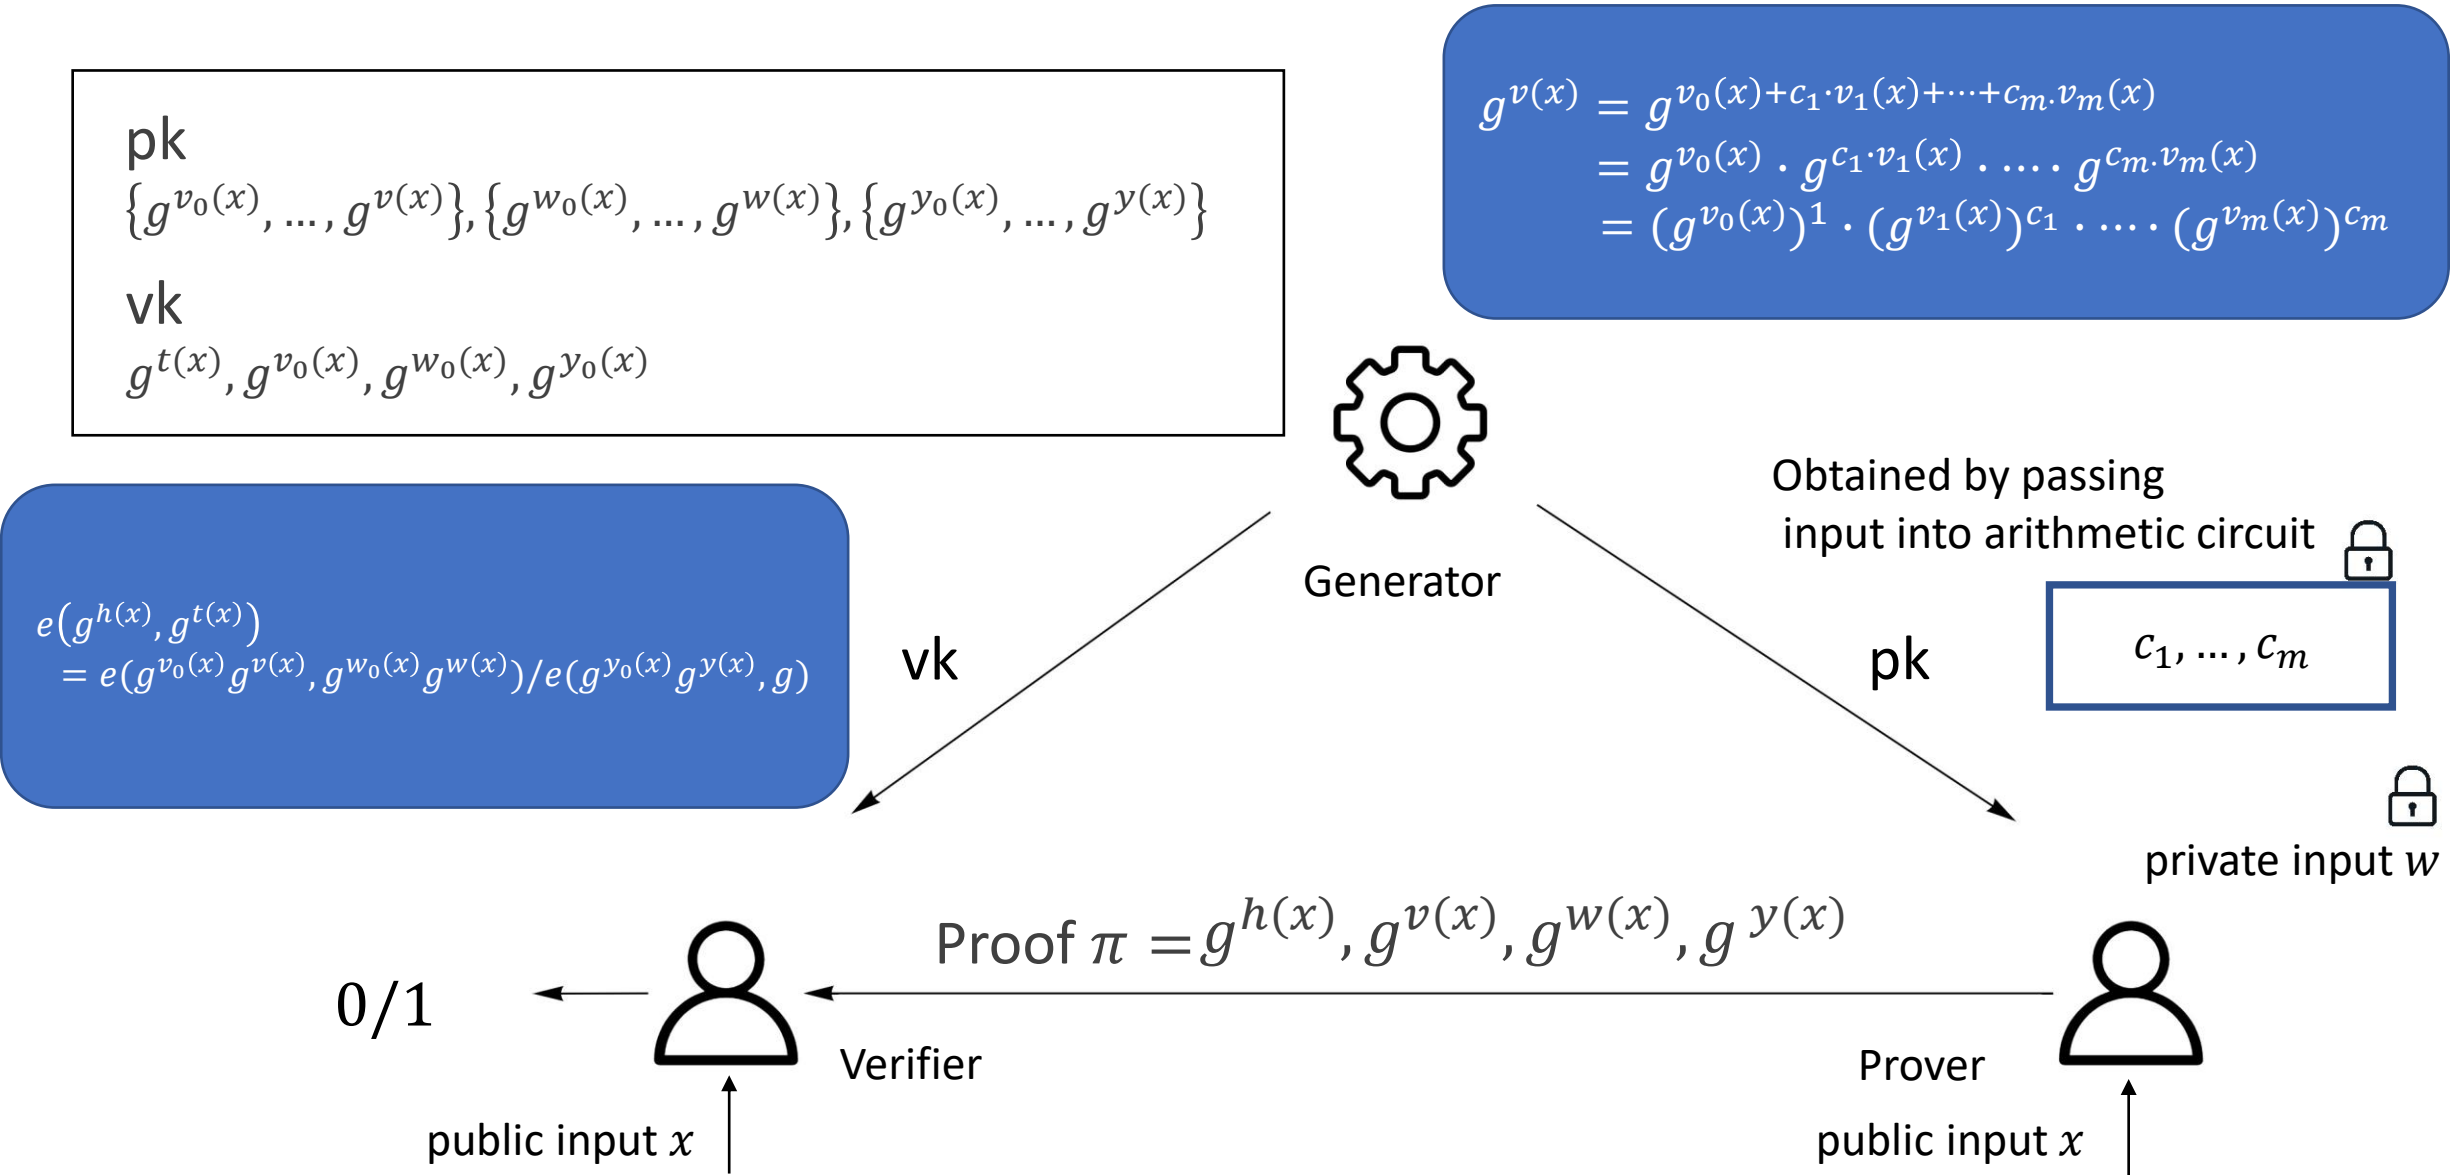 pk
{g^{v_0(x)}, …, g^{v(x)}}, {g^{w_0(x)}, …, g^{w(x)}}, {g^{y_0(x)}, …, g^{y(x)}}
vk
g^{t(x)}, g^{v_0(x)}, g^{w_0(x)}, g^{y_0(x)}
g^{v(x)} = g^{v_0(x)+c_1·v_1(x)+⋯+c_m.v_m(x)}
= g^{v_0(x)} · g^{c_1·v_1(x)} · … · g^{c_m.v_m(x)}
= (g^{v_0(x)})^1 · (g^{v_1(x)})^{c_1} · … · (g^{v_m(x)})^{c_m}
Generator
Obtained by passing
input into arithmetic circuit
c_1, …, c_m
e(g^{h(x)}, g^{t(x)})
= e(g^{v_0(x)}g^{v(x)}, g^{w_0(x)}g^{w(x)})/e(g^{y_0(x)}g^{y(x)}, g)
vk
pk
private input w
Proof π = g^{h(x)}, g^{v(x)}, g^{w(x)}, g^{y(x)}
0/1
Verifier
Prover
public input x
public input x